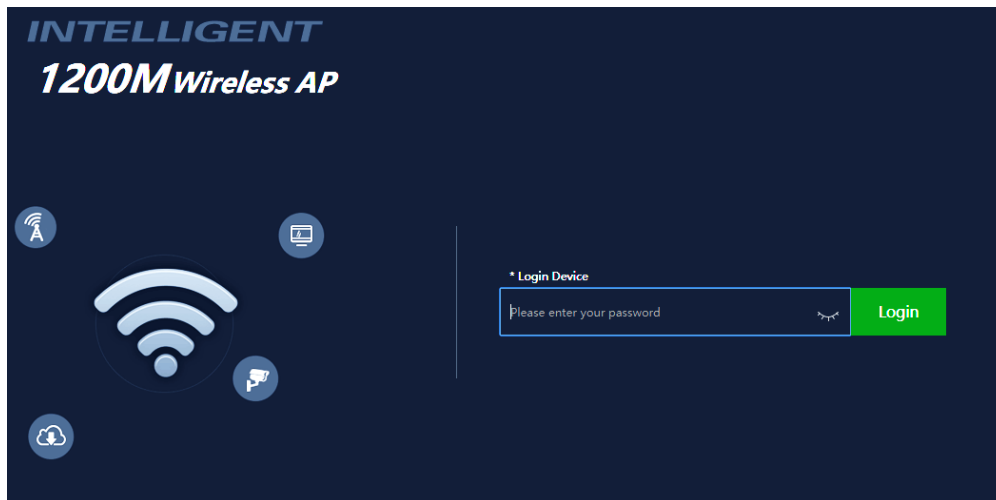 INTELLIGENT
1200M Wireless AP
* Login Device
Please enter your password
Login